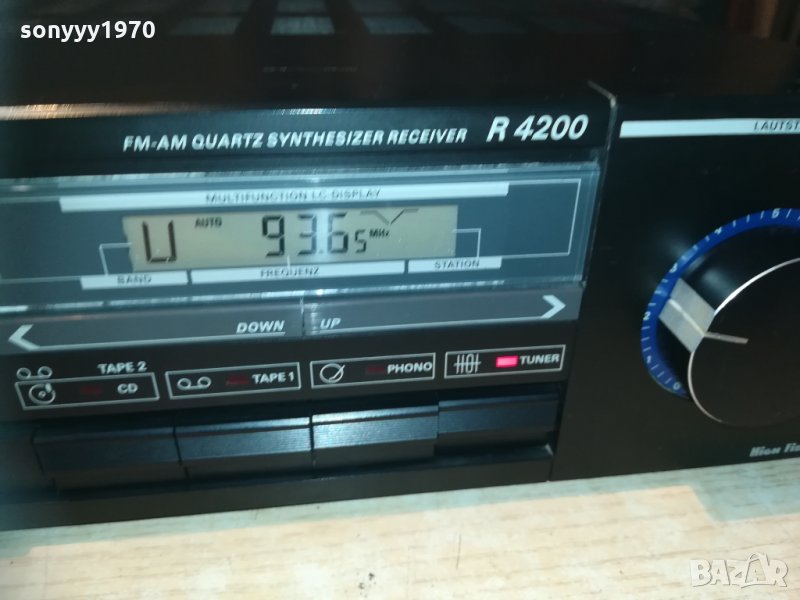 sonyyy1970
FM-AM QUARTZ SYNTHESIZER RECEIVER R 4200
MULTIFUNCTION LC DISPLAY
U AUTO 93.65 MHz
BAND FREQUENZ STATION
DOWN UP
TAPE 2
CD TAPE 1 PHONO TUNER
BAZAR